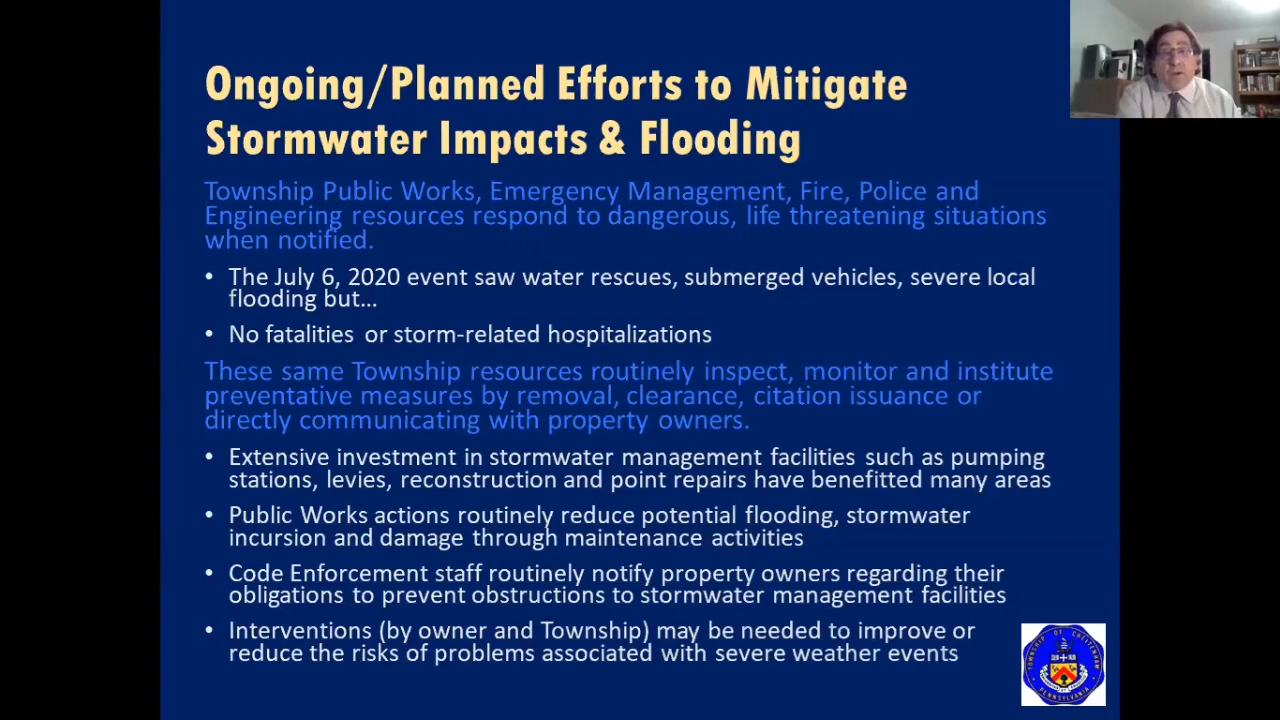 Ongoing/Planned Efforts to Mitigate
Stormwater Impacts & Flooding
Township Public Works, Emergency Management, Fire, Police and
Engineering resources respond to dangerous, life threatening situations
when notified.
• The July 6, 2020 event saw water rescues, submerged vehicles, severe local
flooding but…
• No fatalities or storm-related hospitalizations
These same Township resources routinely inspect, monitor and institute
preventative measures by removal, clearance, citation issuance or
directly communicating with property owners.
• Extensive investment in stormwater management facilities such as pumping
stations, levies, reconstruction and point repairs have benefitted many areas
• Public Works actions routinely reduce potential flooding, stormwater
incursion and damage through maintenance activities
• Code Enforcement staff routinely notify property owners regarding their
obligations to prevent obstructions to stormwater management facilities
• Interventions (by owner and Township) may be needed to improve or
reduce the risks of problems associated with severe weather events
TOWNSHIP OF CHELTENHAM
PENNSYLVANIA